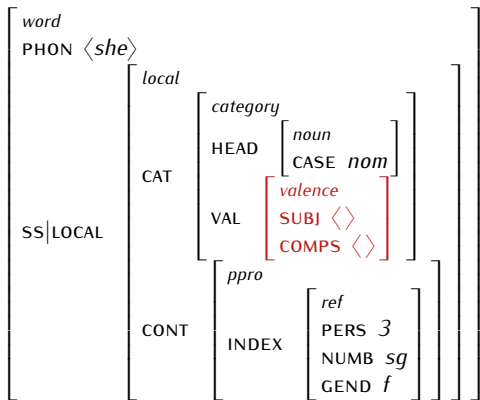 word
PHON ⟨she⟩
local
category
HEAD
noun
CASE nom
CAT
valence
VAL
SUBJ ⟨⟩
COMPS ⟨⟩
SS|LOCAL
ppro
ref
CONT
INDEX
PERS 3
NUMB sg
GEND f